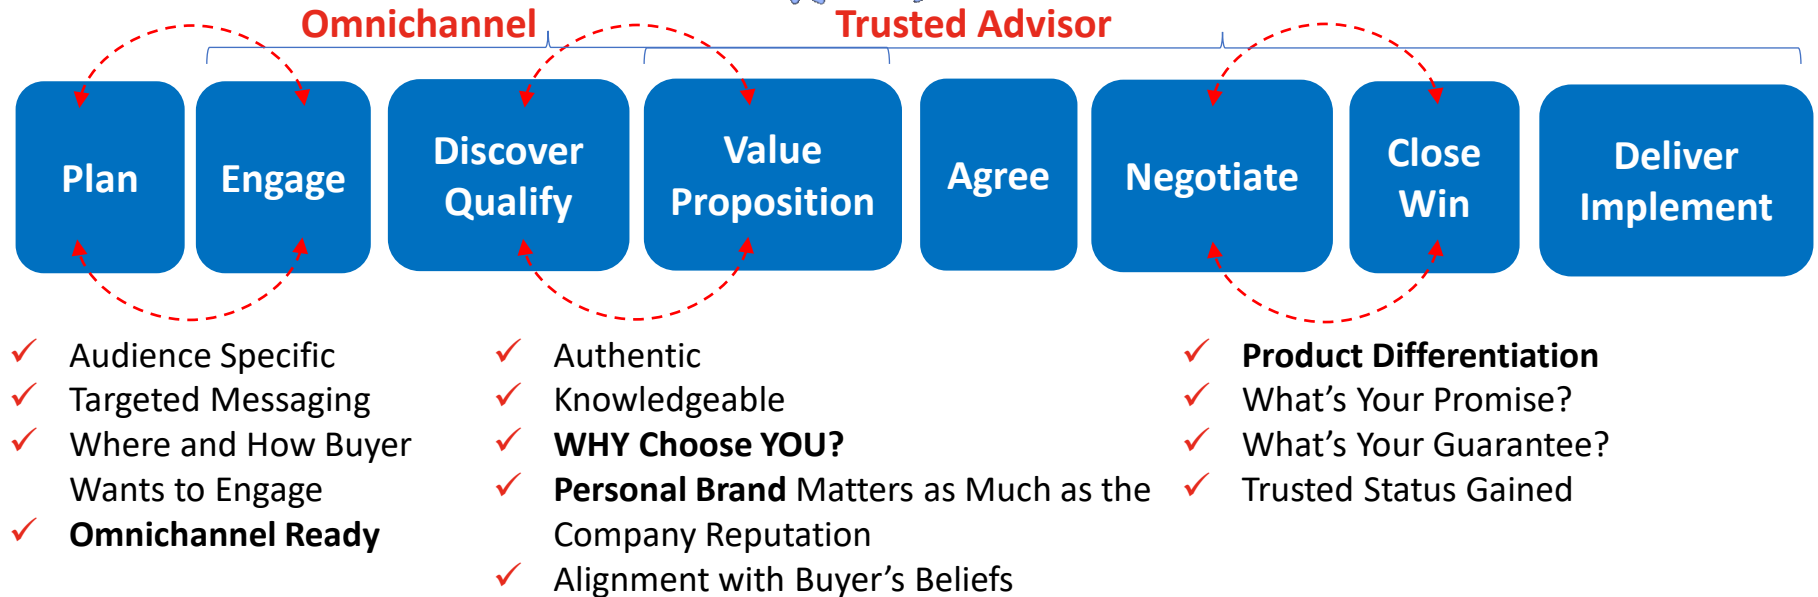 Omnichannel
Trusted Advisor
Plan
Engage
Discover
Qualify
Value
Proposition
Agree
Negotiate
Close
Win
Deliver
Implement
✓ Audience Specific
✓ Targeted Messaging
✓ Where and How Buyer
Wants to Engage
✓ Omnichannel Ready
✓ Authentic
✓ Knowledgeable
✓ WHY Choose YOU?
✓ Personal Brand Matters as Much as the
Company Reputation
✓ Alignment with Buyer’s Beliefs
✓ Product Differentiation
✓ What’s Your Promise?
✓ What’s Your Guarantee?
✓ Trusted Status Gained